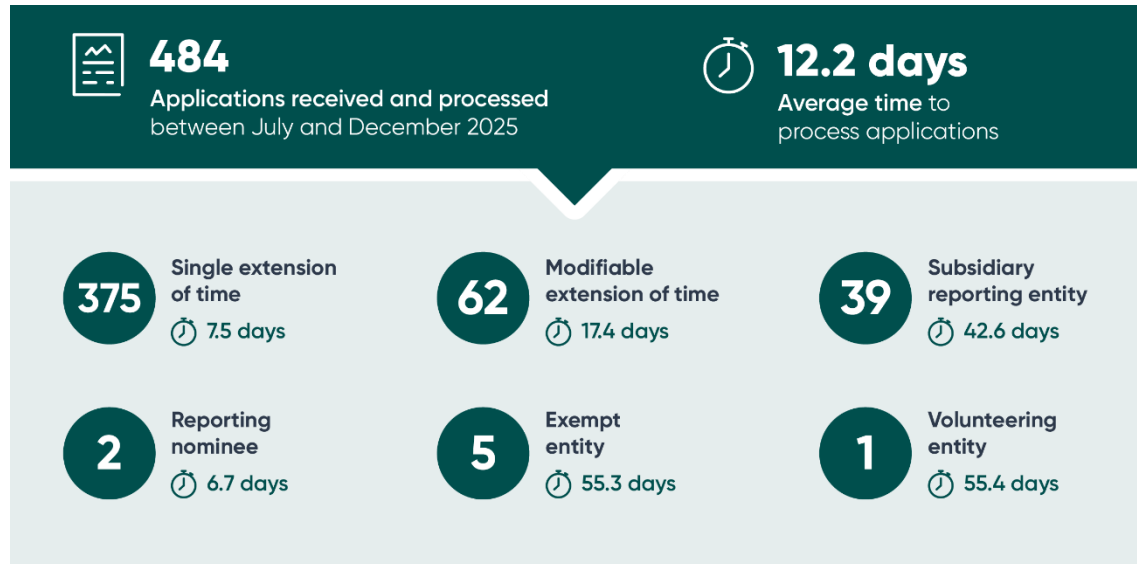 484
Applications received and processed
between July and December 2025
12.2 days
Average time to
process applications
375
Single extension
of time
7.5 days
62
Modifiable
extension of time
17.4 days
39
Subsidiary
reporting entity
42.6 days
2
Reporting
nominee
6.7 days
5
Exempt
entity
55.3 days
1
Volunteering
entity
55.4 days